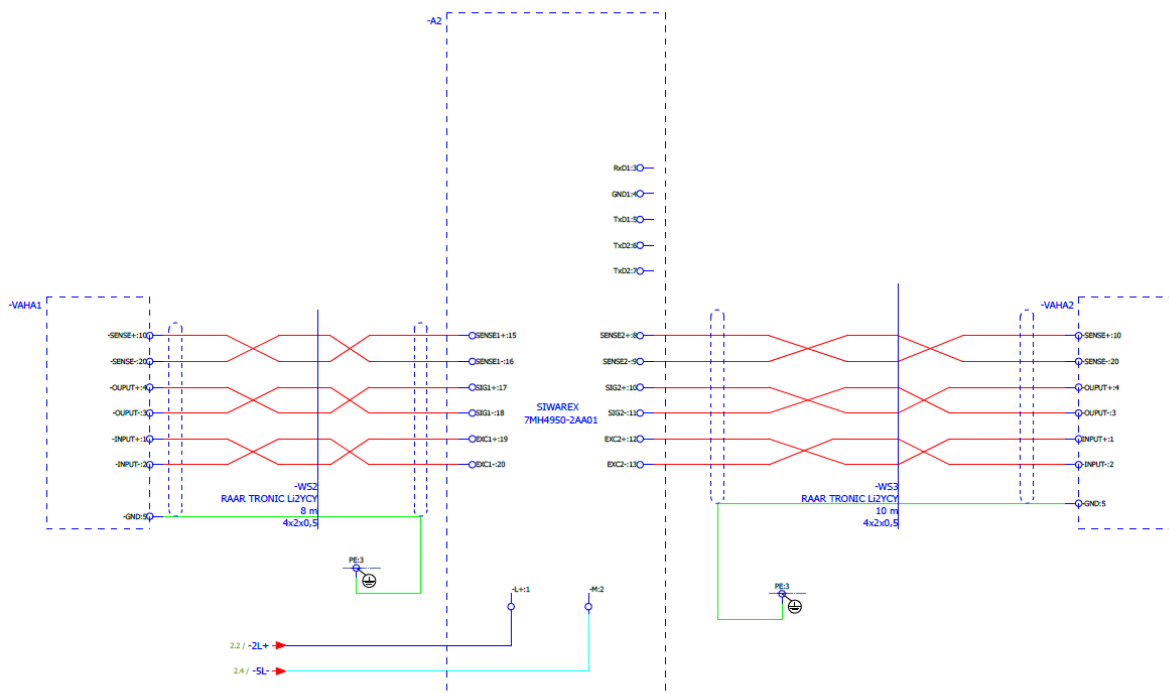 -A2
RxD1:3
GND1:4
TxD1:5
TxD2:6
TxD2:7
-VAHA1
-SENSE+:10
-SENSE-:20
-OUPUT+:4
-OUPUT-:3
-INPUT+:1
-INPUT-:2
-GND:5
-WS2
RAAR TRONIC Li2YCY
8 m
4x2x0,5
PE:3
SENSE1+:15
SENSE1-:16
SIG1+:17
SIG1-:18
EXC1+:19
EXC1-:20
SIWAREX
7MH4950-2AA01
SENSE2+:8
SENSE2-:9
SIG2+:10
SIG2-:11
EXC2+:12
EXC2-:13
-WS3
RAAR TRONIC Li2YCY
10 m
4x2x0,5
PE:3
-VAHA2
-SENSE+:10
-SENSE-:20
-OUPUT+:4
-OUPUT-:3
-INPUT+:1
-INPUT-:2
-GND:5
-L+:1
-M:2
2.2 / -2L+
2.4 / -5L-